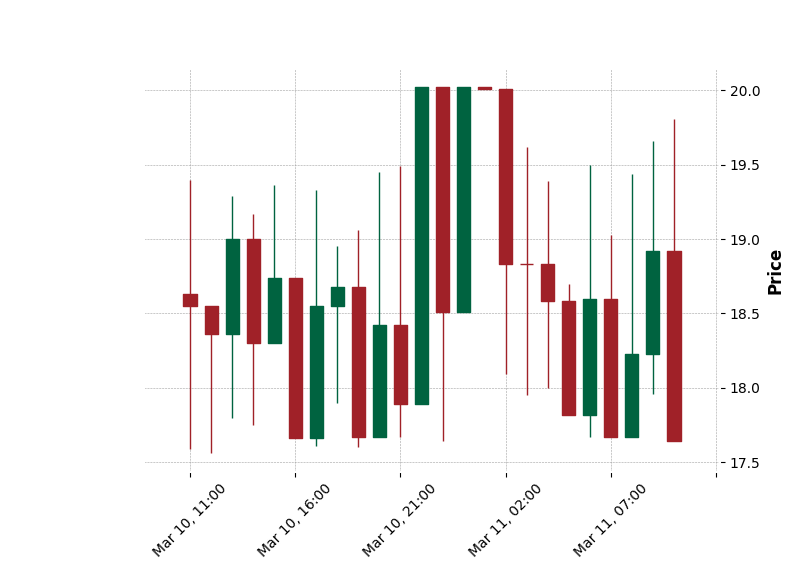 20.0
19.5
19.0
18.5
18.0
17.5
Price
Mar 10, 11:00
Mar 10, 16:00
Mar 10, 21:00
Mar 11, 02:00
Mar 11, 07:00